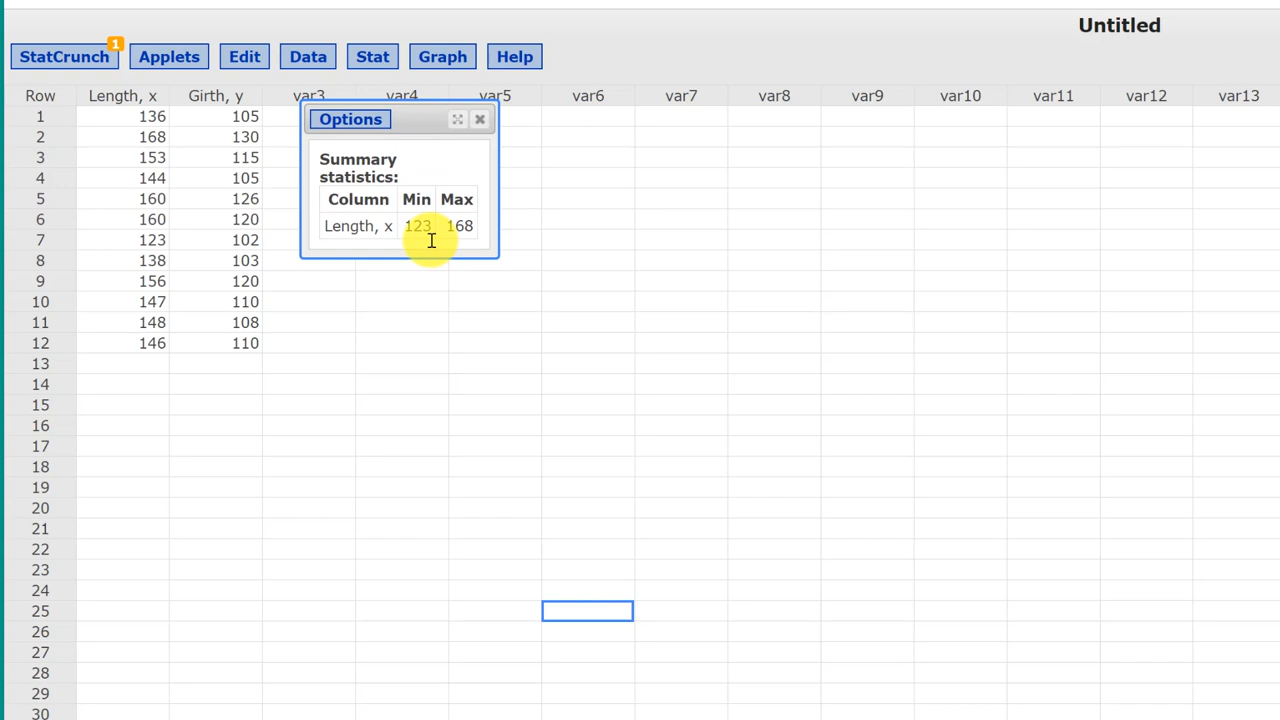 Untitled
StatCrunch 1 Applets Edit Data Stat Graph Help
Row Length, x Girth, y var3 var4 var5 var6 var7 var8 var9 var10 var11 var12 var13
1 136 105
Options
2 168 130
3 153 115
Summary
4 144 105
statistics:
5 160 126
Column Min Max
6 160 120
Length, x 123 168
7 123 102
8 138 103
9 156 120
10 147 110
11 148 108
12 146 110
13
14
15
16
17
18
19
20
21
22
23
24
25
26
27
28
29
30